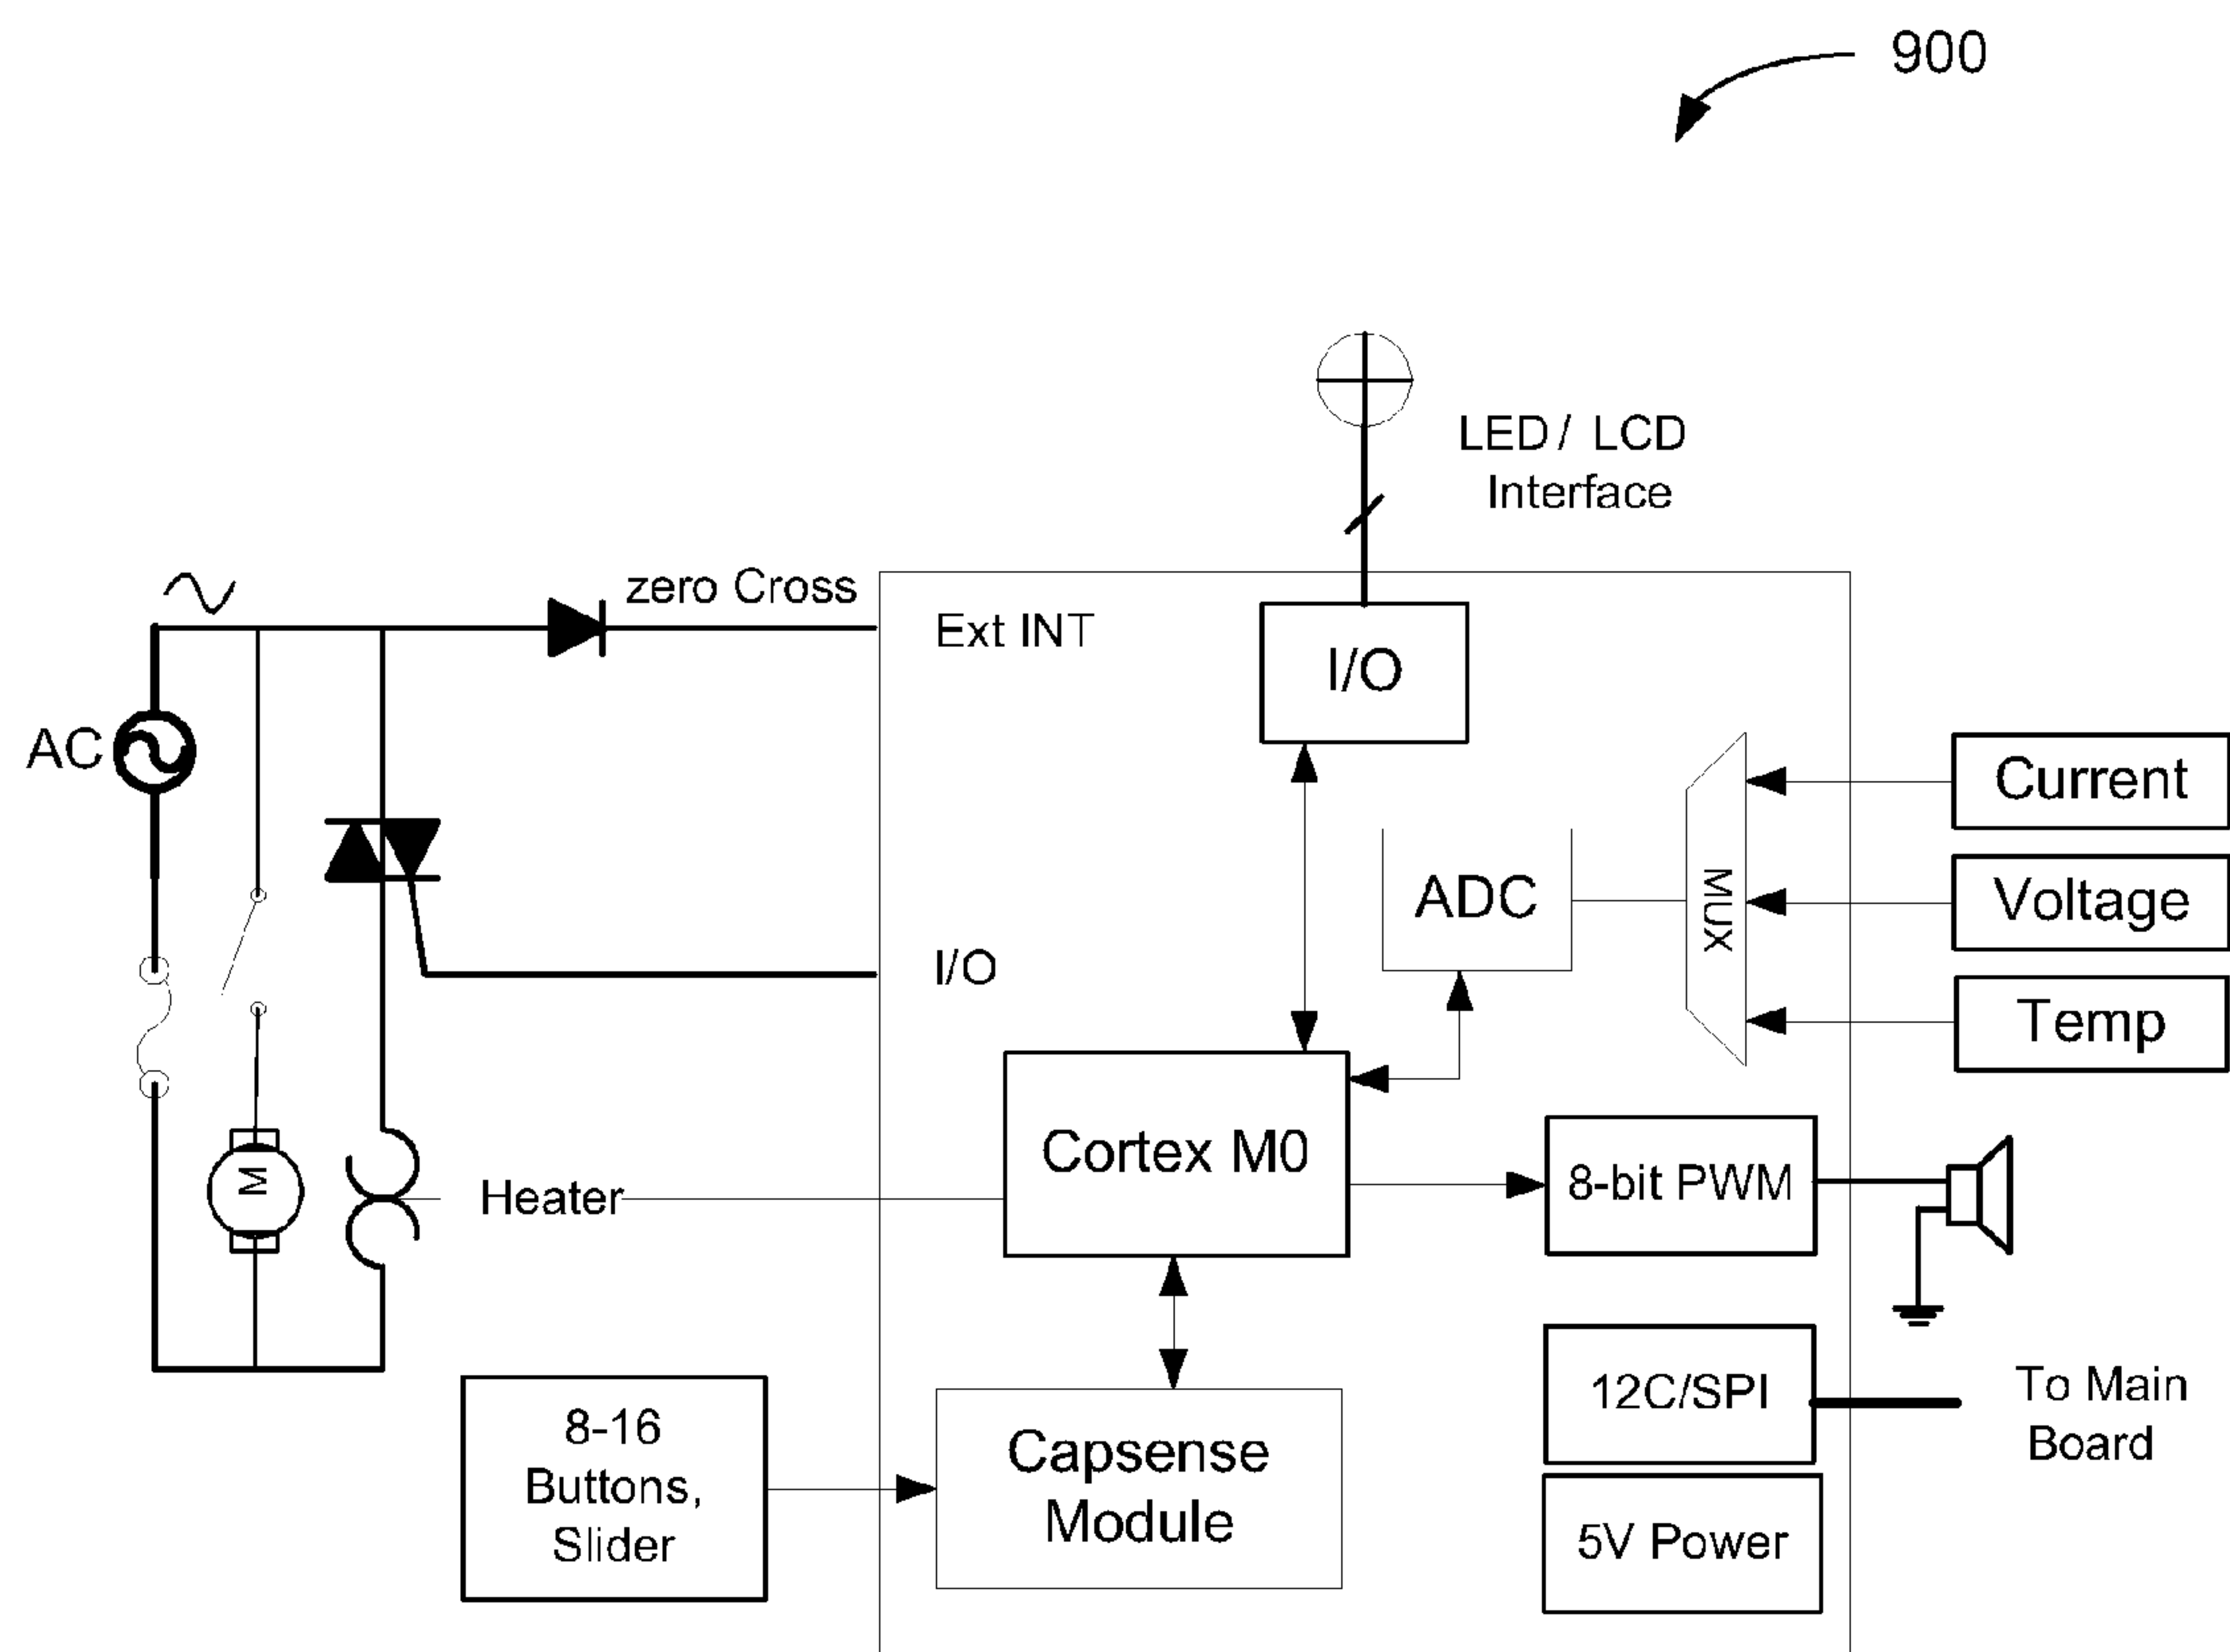 900
LED / LCD
Interface
zero Cross
Ext INT
I/O
AC
Current
ADC
MUX
Voltage
I/O
Temp
Cortex M0
8-bit PWM
M
Heater
12C/SPI
To Main
Board
8-16
Buttons,
Slider
Capsense
Module
5V Power